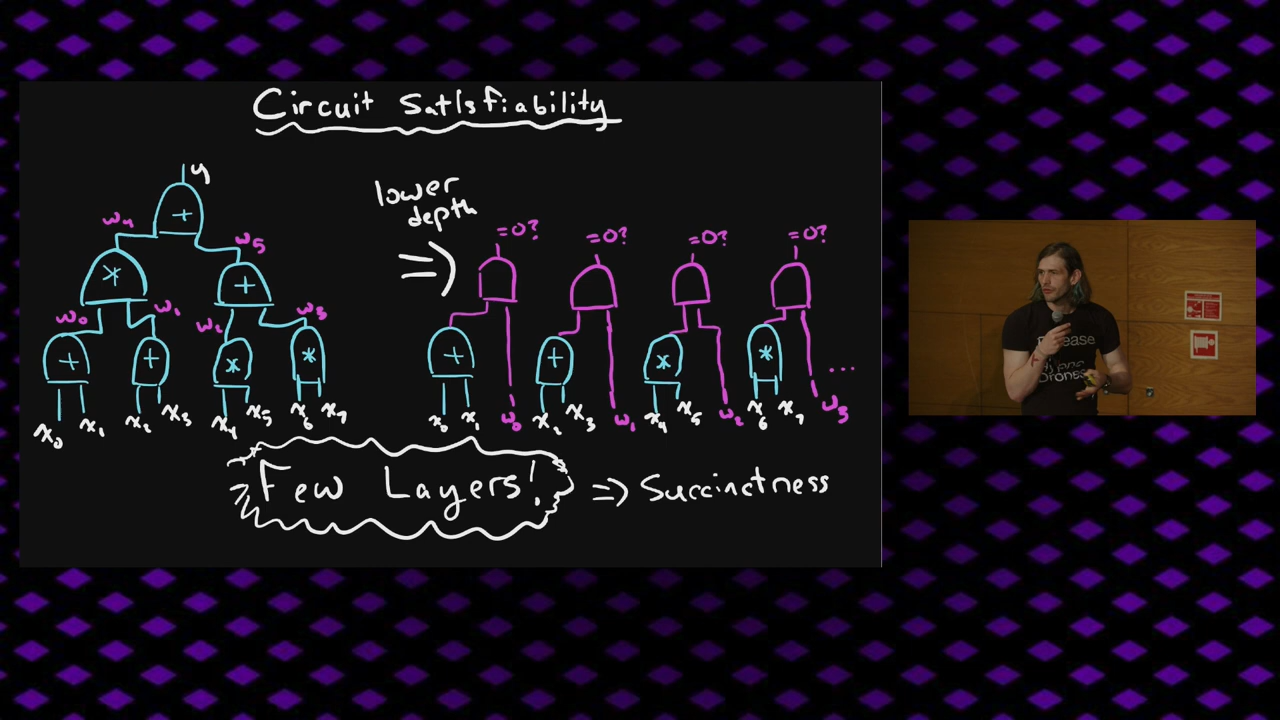 Circuit Satisfiability
y
+
w4
w5
*
+
w0
w1
w2
w3
+
+
*
*
x0 x1 x2 x3 x4 x5 x6 x7
lower
depth
=>
=0? =0? =0? =0?
+
+
*
*
...
x0 x1 w0 x2 x3 w1 x4 x5 w2 x6 x7 w3
Few Layers! => Succinctness
Drones